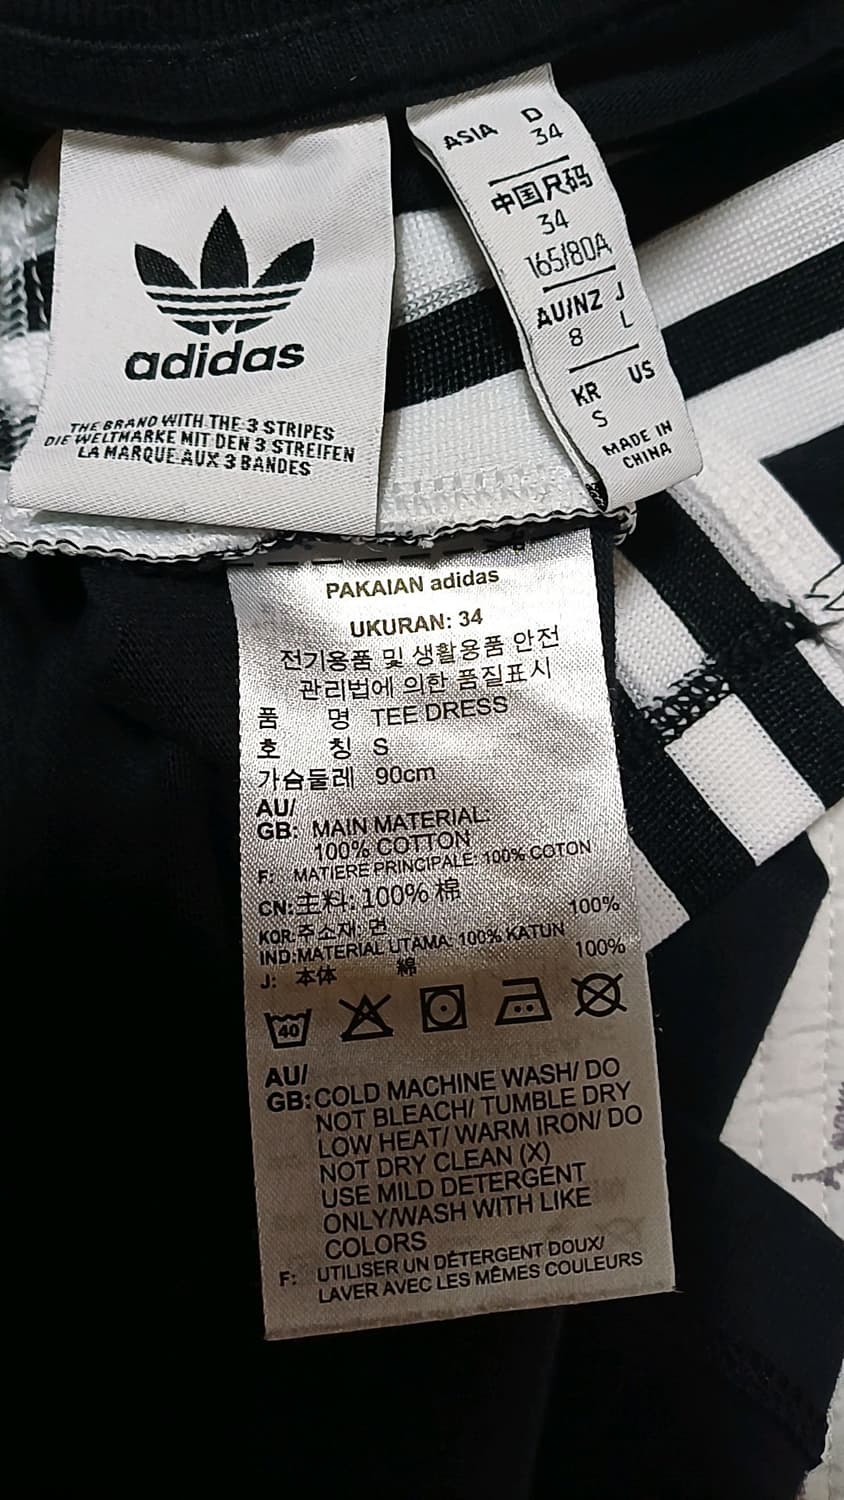 adidas
THE BRAND WITH THE 3 STRIPES
DIE WELTMARKE MIT DEN 3 STREIFEN
LA MARQUE AUX 3 BANDES
ASIA D
34
中国尺码
34
165/80A
AU/NZ J
8 L
KR US
S
MADE IN
CHINA
PAKAIAN adidas
UKURAN: 34
전기용품 및 생활용품 안전
관리법에 의한 품질표시
품 명 TEE DRESS
호 칭 S
가슴둘레 90cm
AU/
GB: MAIN MATERIAL:
100% COTTON
F: MATIERE PRINCIPALE: 100% COTON
CN:主料: 100% 棉
KOR:주소재: 면 100%
IND:MATERIAL UTAMA: 100% KATUN
J: 本体 綿 100%
40
AU/
GB: COLD MACHINE WASH/ DO
NOT BLEACH/ TUMBLE DRY
LOW HEAT/ WARM IRON/ DO
NOT DRY CLEAN (X)
USE MILD DETERGENT
ONLY/WASH WITH LIKE
COLORS
F: UTILISER UN DÉTERGENT DOUX/
LAVER AVEC LES MÊMES COULEURS